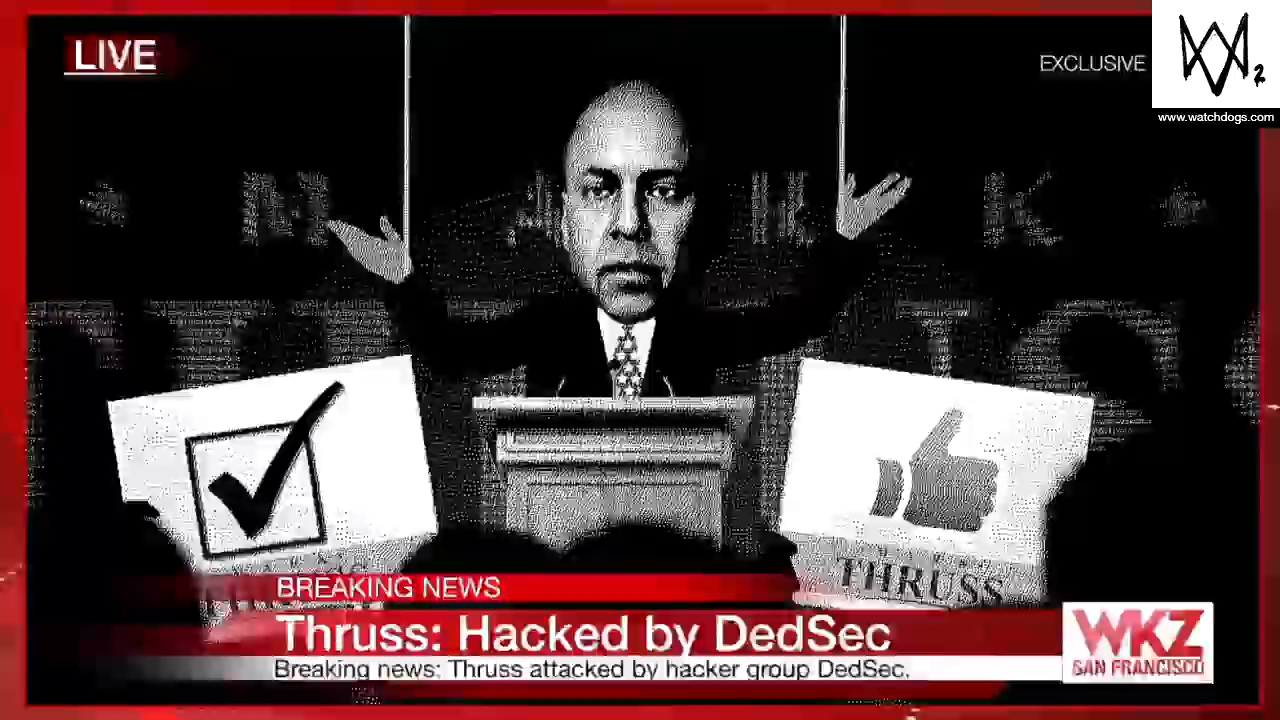 LIVE
EXCLUSIVE
2
www.watchdogs.com
THRUSS
BREAKING NEWS
Thruss: Hacked by DedSec
Breaking news: Thruss attacked by hacker group DedSec.
WKZ
SAN FRANCISCO